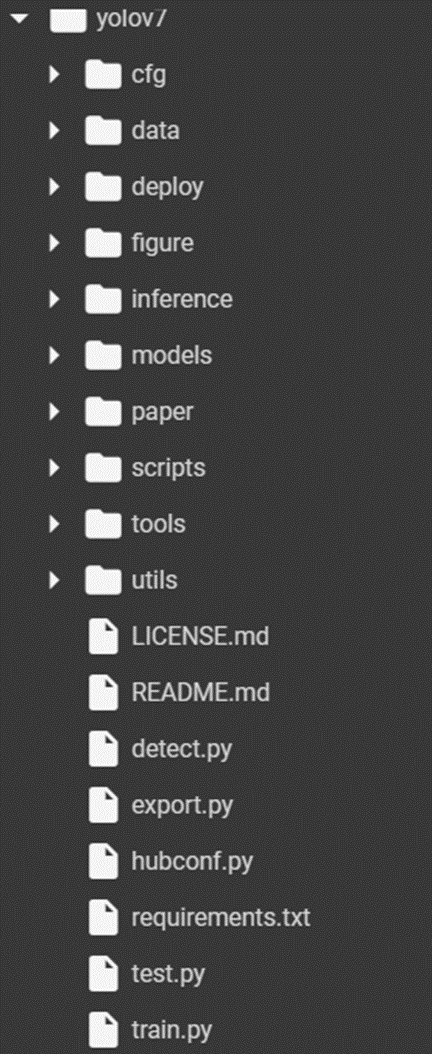 yolov7
cfg
data
deploy
figure
inference
models
paper
scripts
tools
utils
LICENSE.md
README.md
detect.py
export.py
hubconf.py
requirements.txt
test.py
train.py